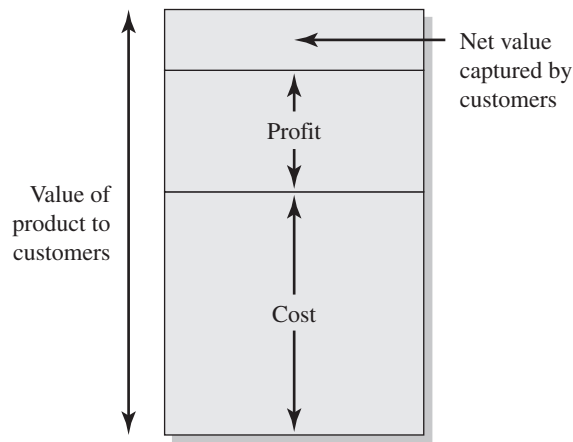 Net value
captured by
customers
Profit
Value of
product to
customers
Cost